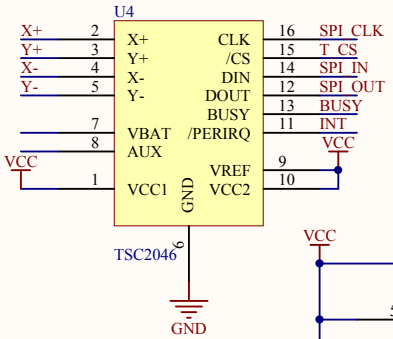 U4
X+ 2 X+ CLK 16 SPI_CLK
Y+ 3 Y+ /CS 15 T_CS
X- 4 X- DIN 14 SPI_IN
Y- 5 Y- DOUT 12 SPI_OUT
BUSY 13 BUSY
7 VBAT /PERIRQ 11 INT
8 AUX
VCC VREF 9 VCC
1 VCC1 VCC2 10
GND
TSC2046 6
VCC
GND
5